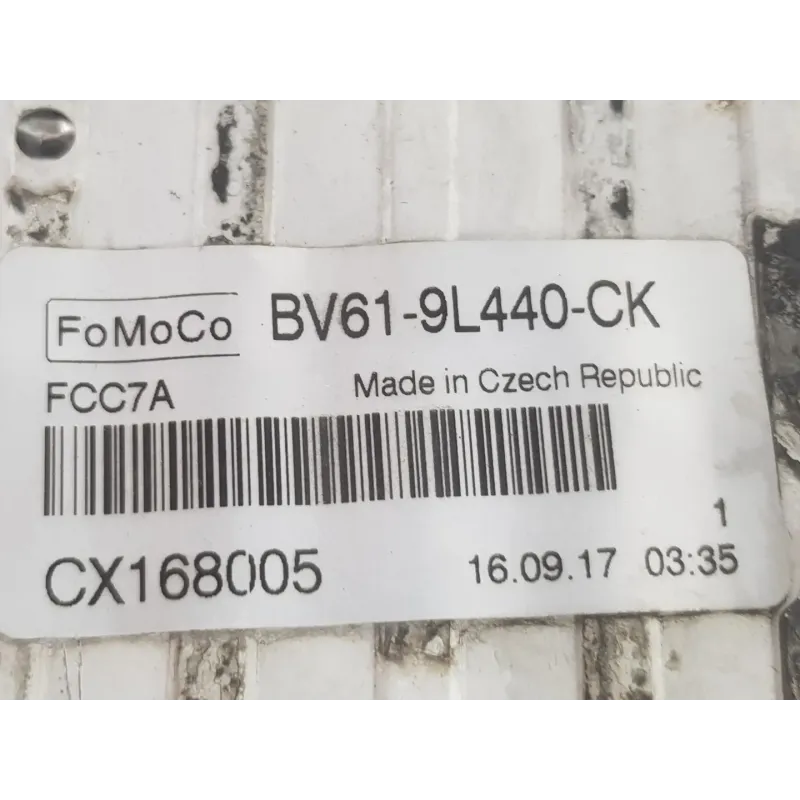 FoMoCo BV61-9L440-CK
FCC7A Made in Czech Republic
1
CX168005 16.09.17 03:35